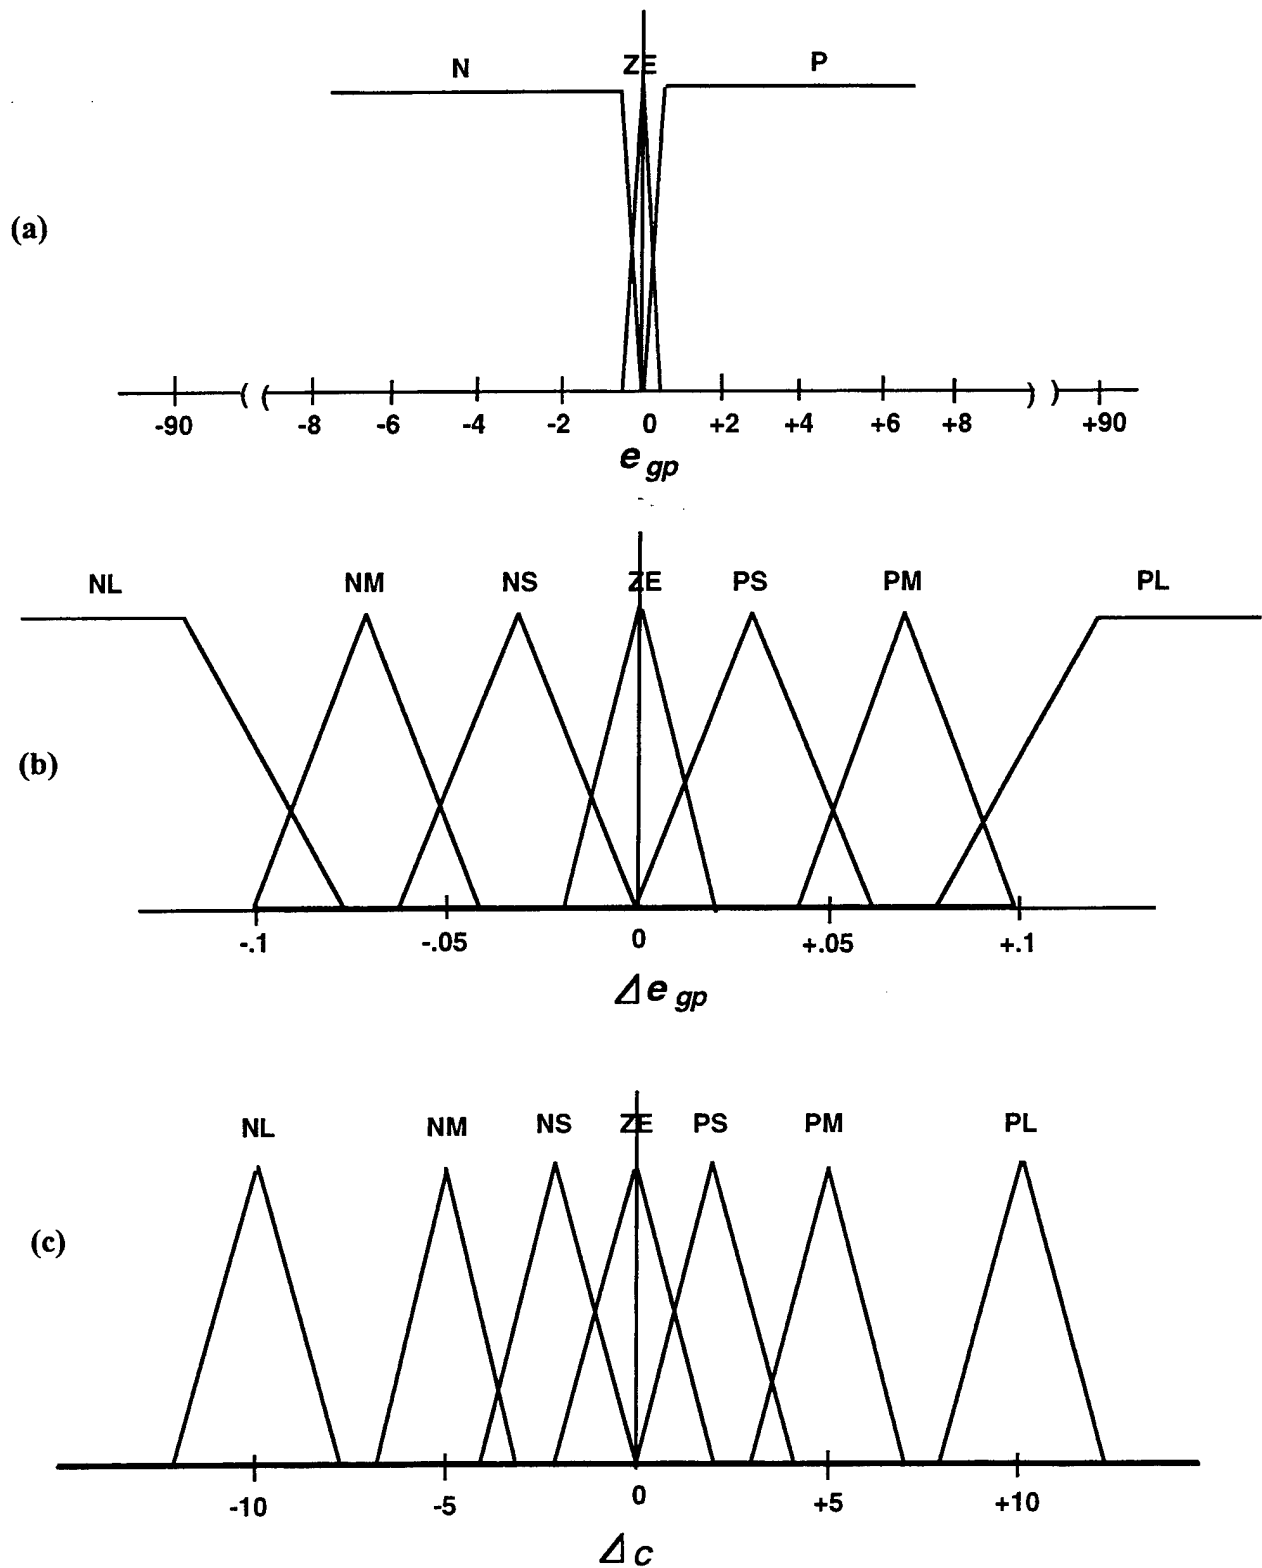 N ZE P
(a)
-90 ( ( -8 -6 -4 -2 0 +2 +4 +6 +8 ) ) +90
e gp
NL NM NS ZE PS PM PL
(b)
-.1 -.05 0 +.05 +.1
Δe gp
NL NM NS ZE PS PM PL
(c)
-10 -5 0 +5 +10
Δc